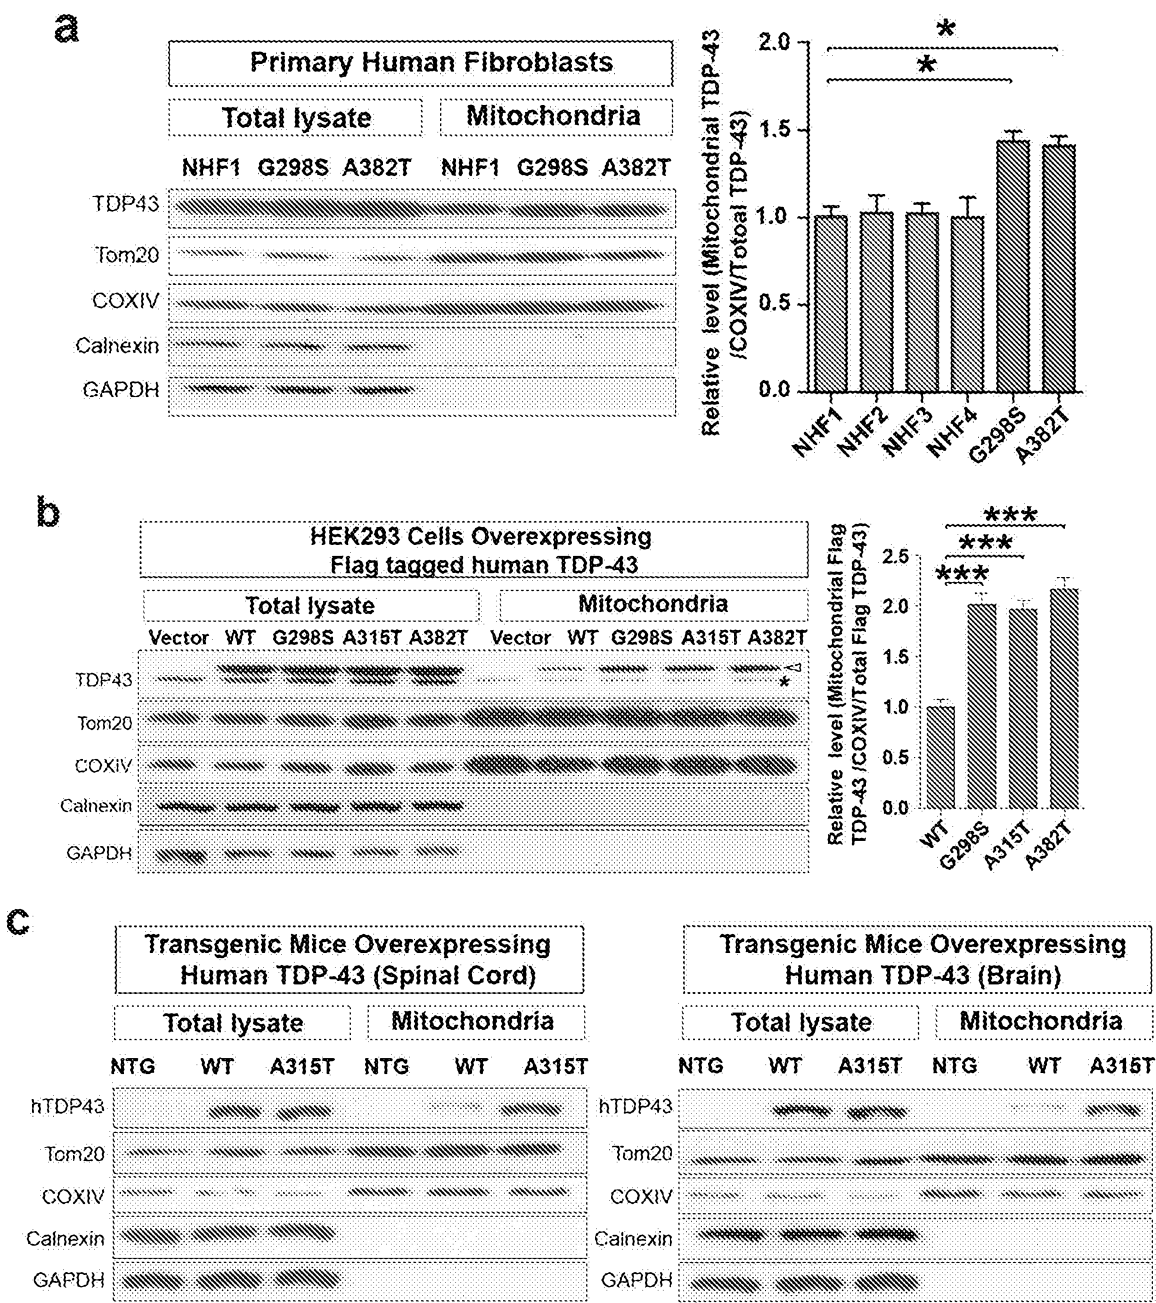 a
Primary Human Fibroblasts
Total lysate Mitochondria
NHF1 G298S A382T NHF1 G298S A382T
TDP43
Tom20
COXIV
Calnexin
GAPDH
Relative level (Mitochondrial TDP-43
/COXIV/Totoal TDP-43)
2.0
1.5
1.0
0.5
0.0
*
*
NHF1 NHF2 NHF3 NHF4 G298S A382T
b
HEK293 Cells Overexpressing
Flag tagged human TDP-43
Total lysate Mitochondria
Vector WT G298S A315T A382T Vector WT G298S A315T A382T
TDP43
*
Tom20
COXIV
Calnexin
GAPDH
Relative level (Mitochondrial Flag
TDP-43 /COXIV/Total Flag TDP-43)
2.5
2.0
1.5
1.0
0.5
0.0
***
***
***
WT G298S A315T A382T
c
Transgenic Mice Overexpressing
Human TDP-43 (Spinal Cord)
Total lysate Mitochondria
NTG WT A315T NTG WT A315T
hTDP43
Tom20
COXIV
Calnexin
GAPDH
Transgenic Mice Overexpressing
Human TDP-43 (Brain)
Total lysate Mitochondria
NTG WT A315T NTG WT A315T
hTDP43
Tom20
COXIV
Calnexin
GAPDH